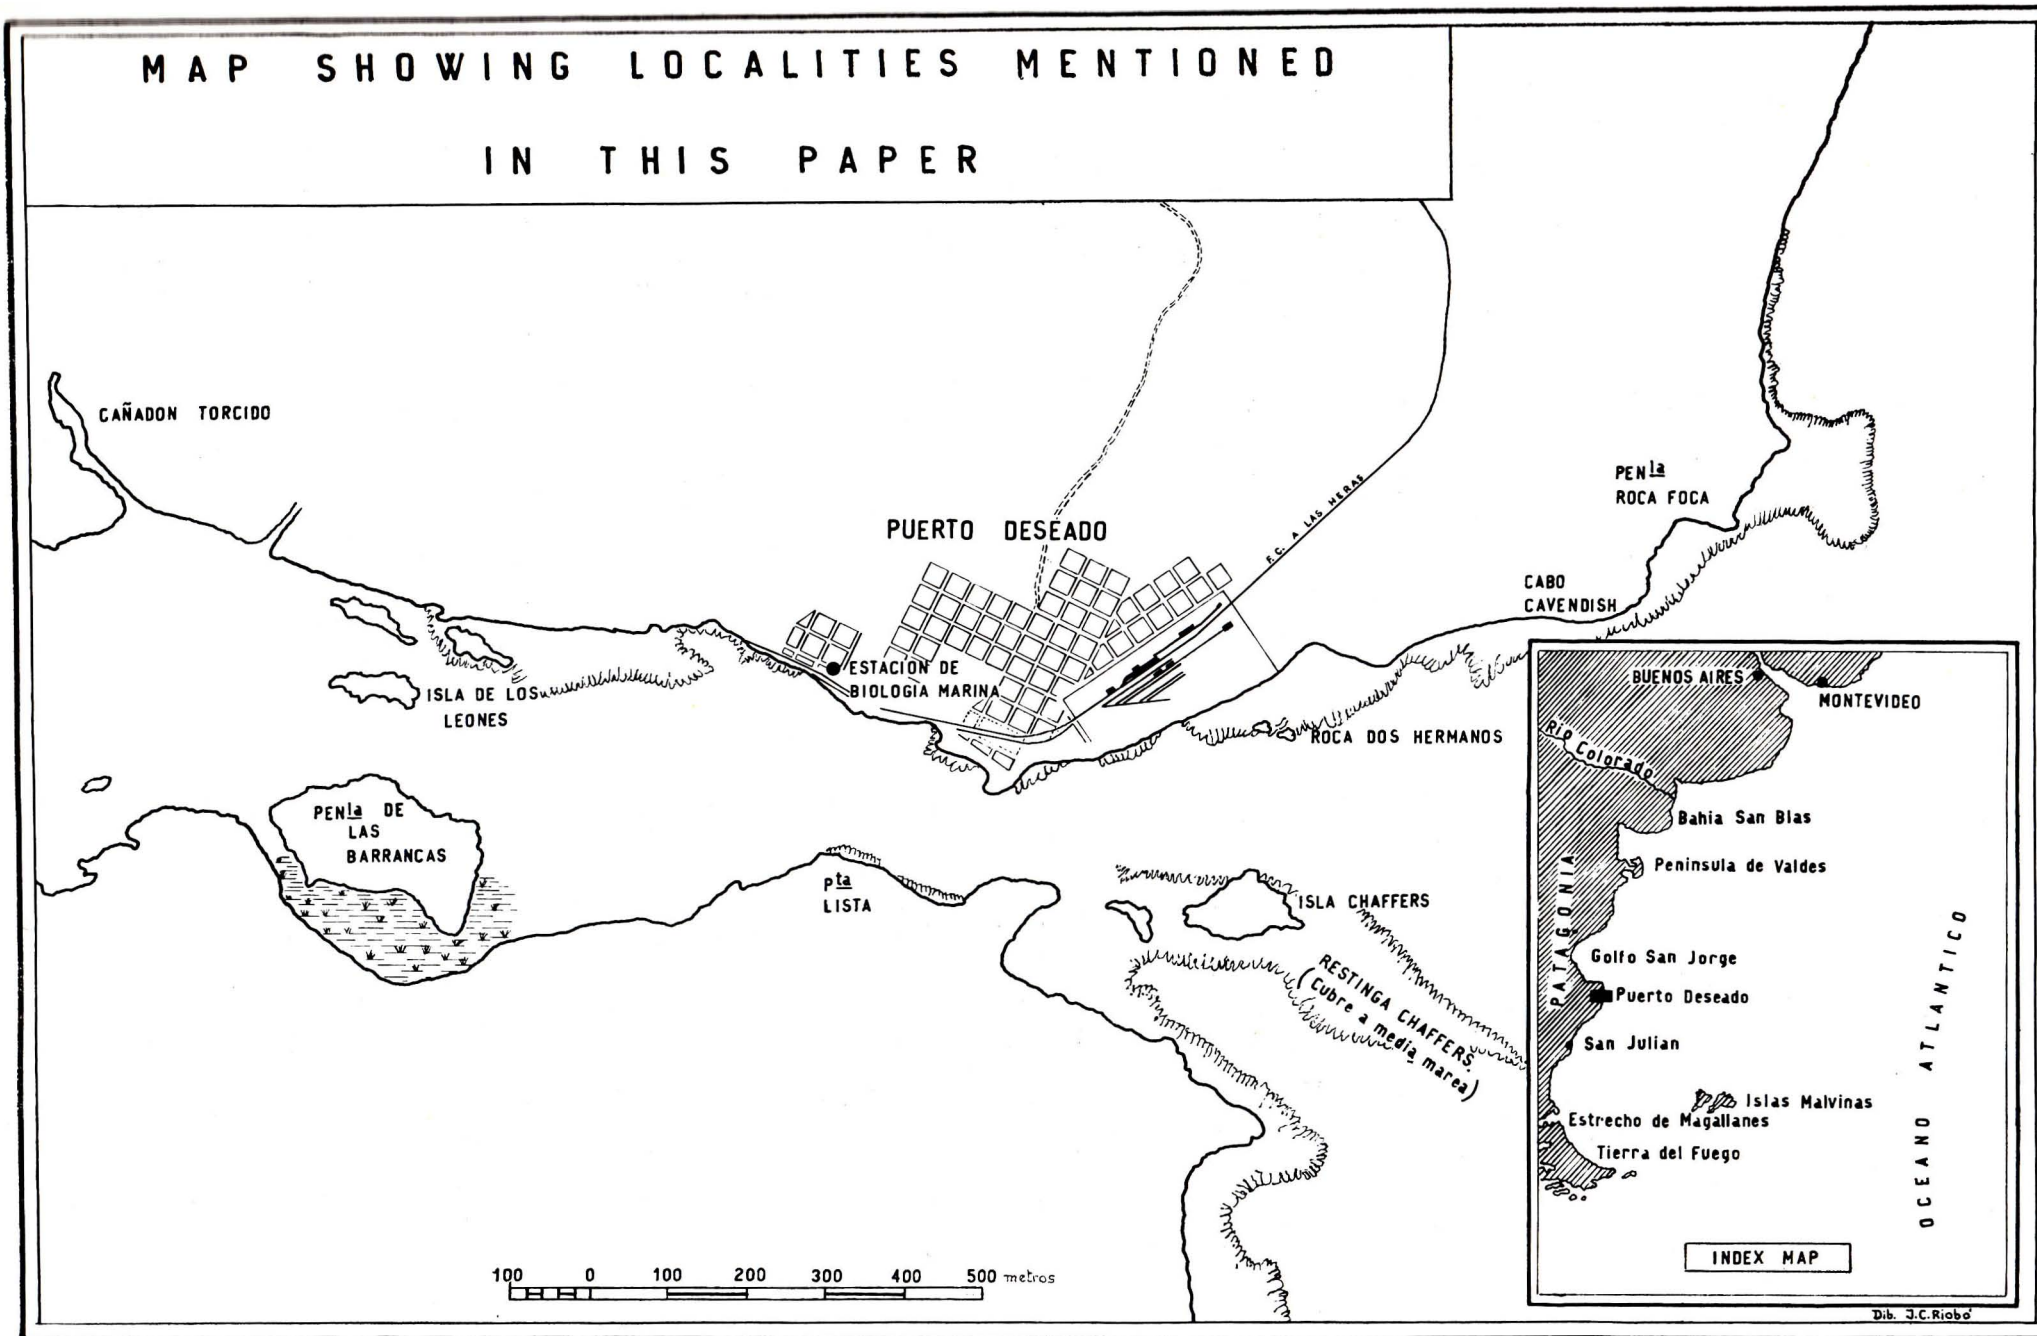 MAP SHOWING LOCALITIES MENTIONED
IN THIS PAPER
CAÑADON TORCIDO
PENla
ROCA FOCA
F. C. A LAS HERAS
PUERTO DESEADO
CABO
CAVENDISH
ESTACION DE
BIOLOGIA MARINA
ISLA DE LOS
LEONES
ROCA DOS HERMANOS
PENla DE
LAS
BARRANCAS
Pta
LISTA
ISLA CHAFFERS
RESTINGA CHAFFERS.
(Cubre a media marea)
100 0 100 200 300 400 500 metros
BUENOS AIRES
MONTEVIDEO
Rio Colorado
Bahia San Blas
Peninsula de Valdes
PATAGONIA
Golfo San Jorge
Puerto Deseado
San Julian
Islas Malvinas
Estrecho de Magallanes
Tierra del Fuego
OCEANO ATLANTICO
INDEX MAP
Dib. J.C. Riobó